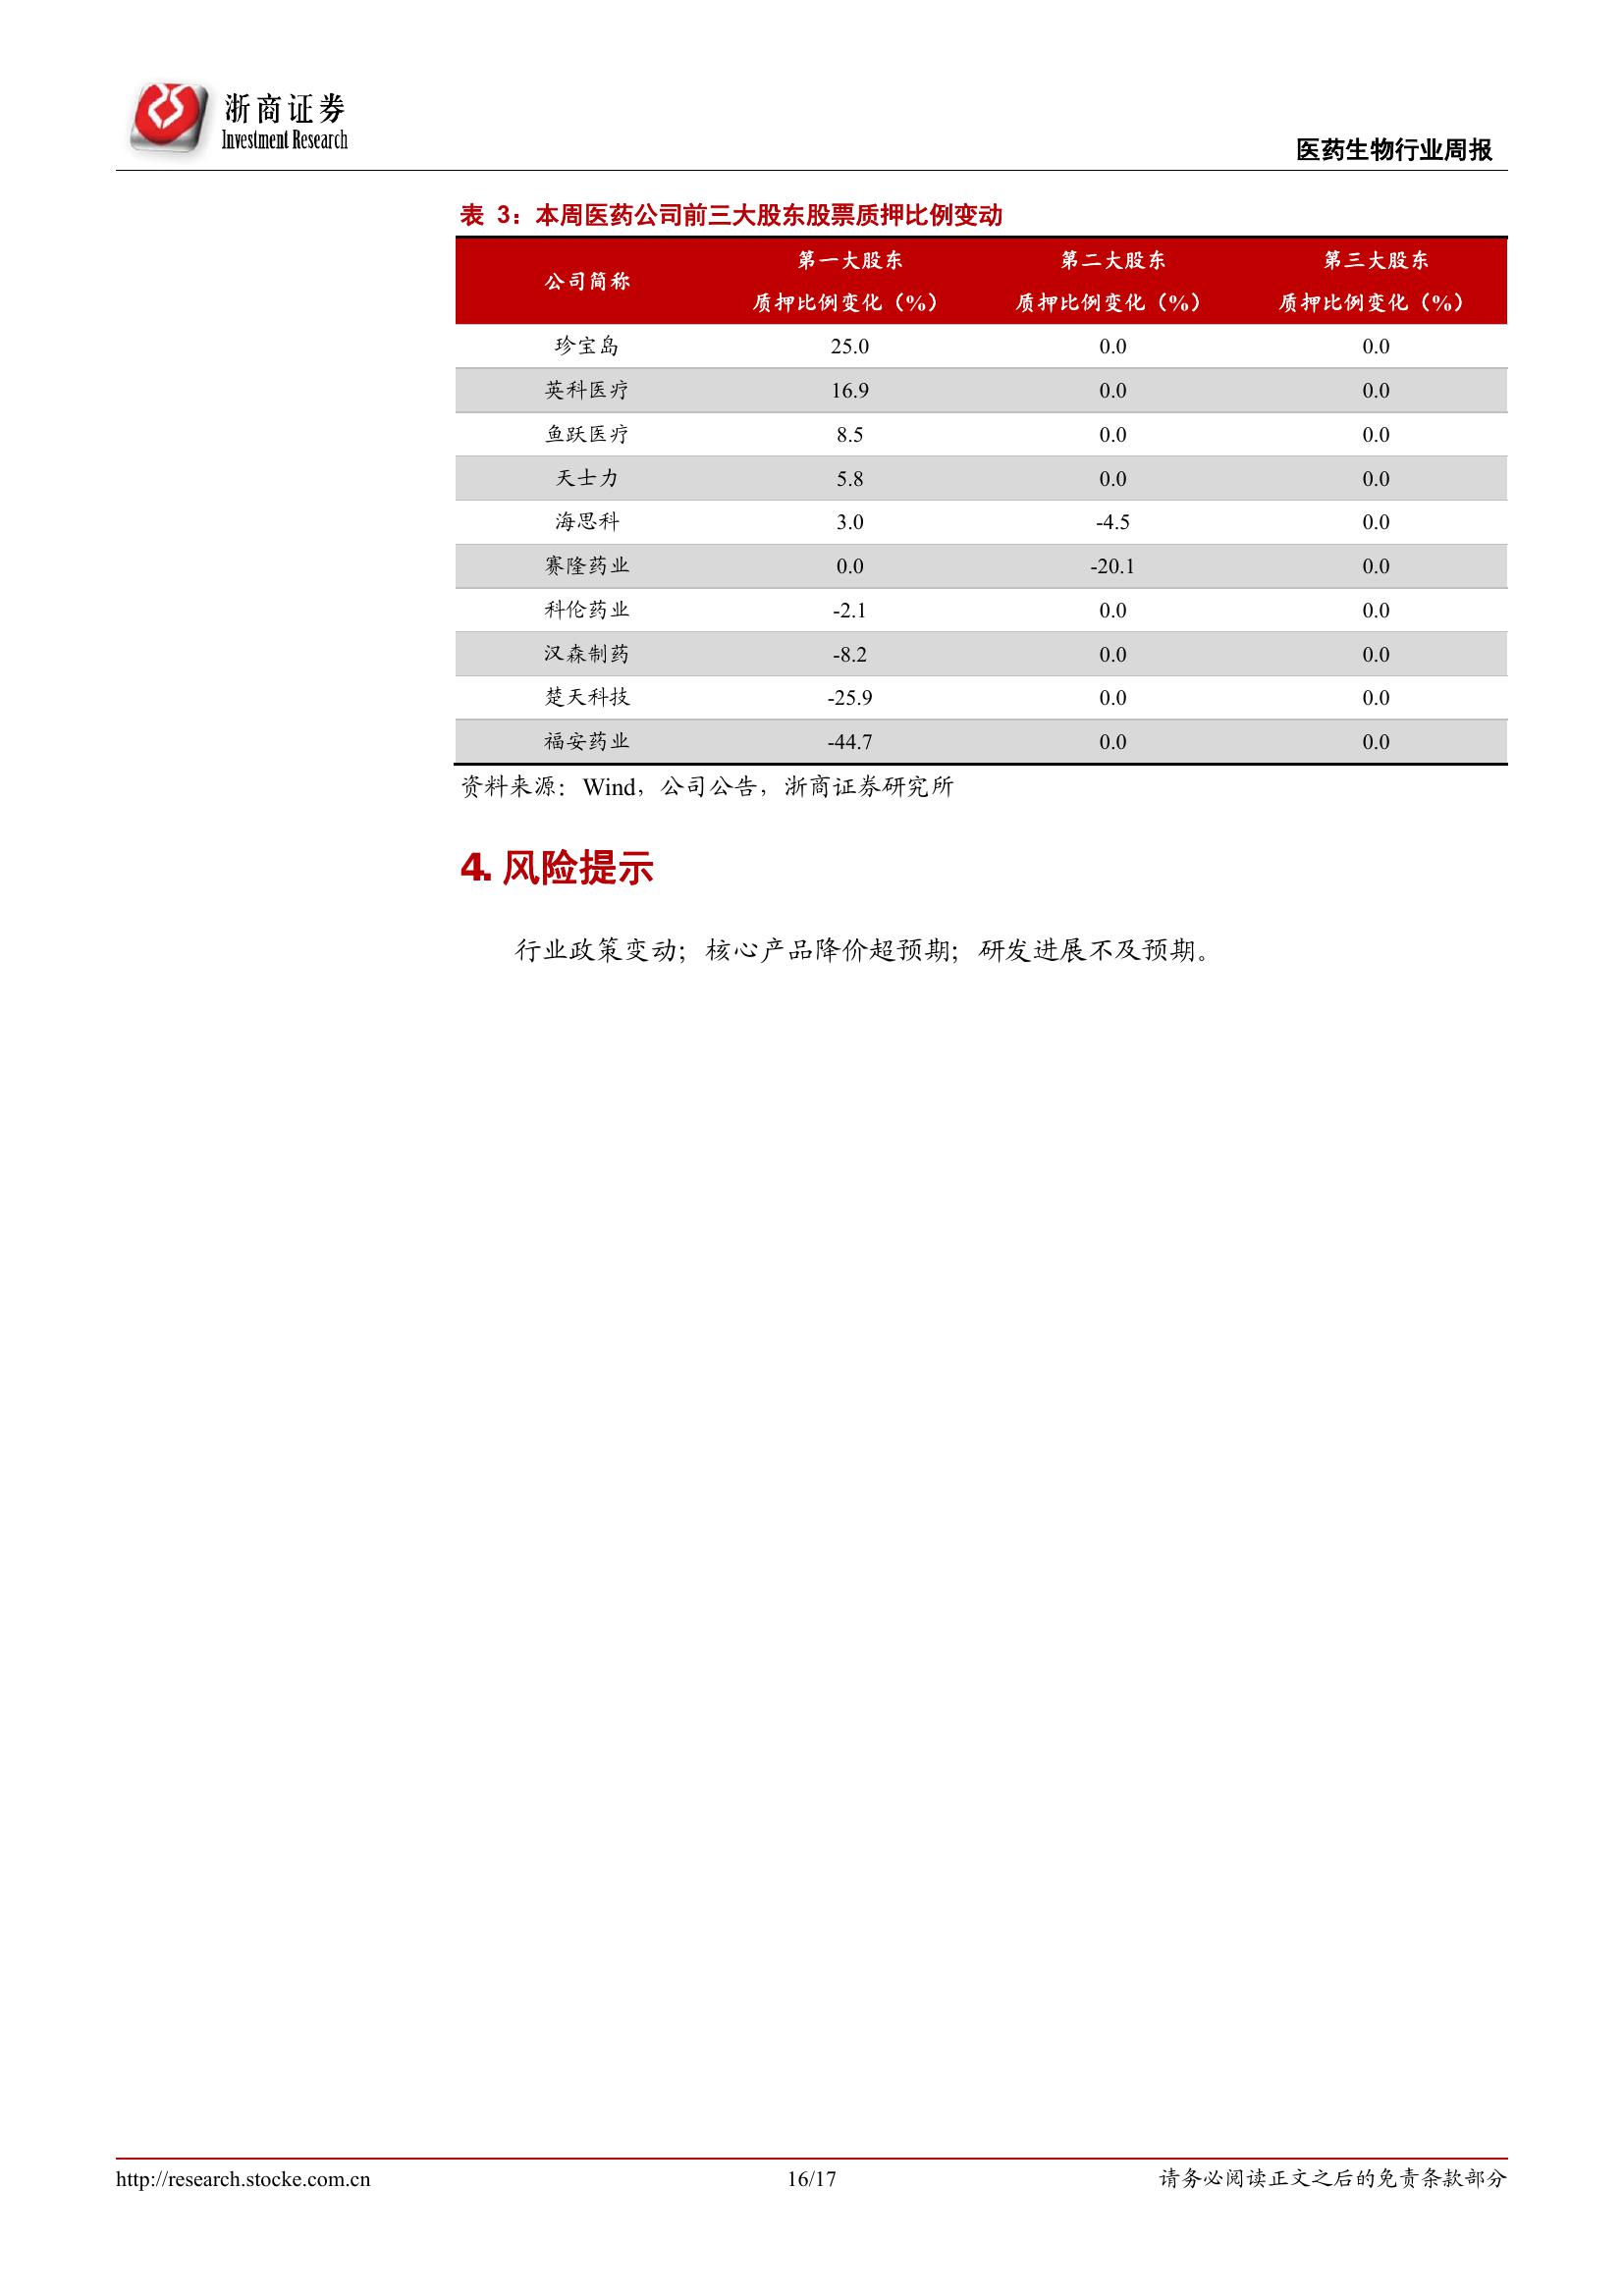 浙商证券
Investment Research
医药生物行业周报
表 3：本周医药公司前三大股东股票质押比例变动
公司简称 第一大股东 质押比例变化（%） 第二大股东 质押比例变化（%） 第三大股东 质押比例变化（%）
珍宝岛 25.0 0.0 0.0
英科医疗 16.9 0.0 0.0
鱼跃医疗 8.5 0.0 0.0
天士力 5.8 0.0 0.0
海思科 3.0 -4.5 0.0
赛隆药业 0.0 -20.1 0.0
科伦药业 -2.1 0.0 0.0
汉森制药 -8.2 0.0 0.0
楚天科技 -25.9 0.0 0.0
福安药业 -44.7 0.0 0.0
资料来源：Wind，公司公告，浙商证券研究所
4. 风险提示
行业政策变动；核心产品降价超预期；研发进展不及预期。
http://research.stocke.com.cn 16/17 请务必阅读正文之后的免责条款部分